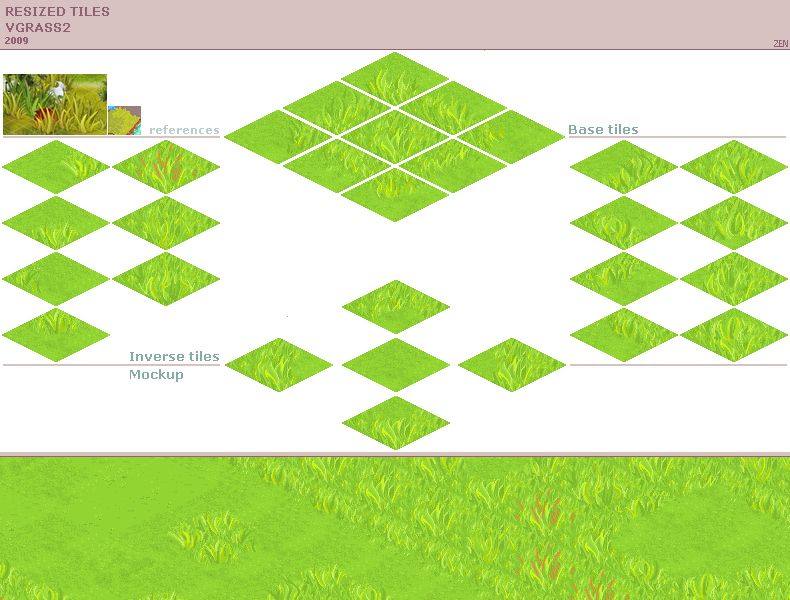 RESIZED TILES
VGRASS2
2009
ZEN
references
Base tiles
Inverse tiles
Mockup